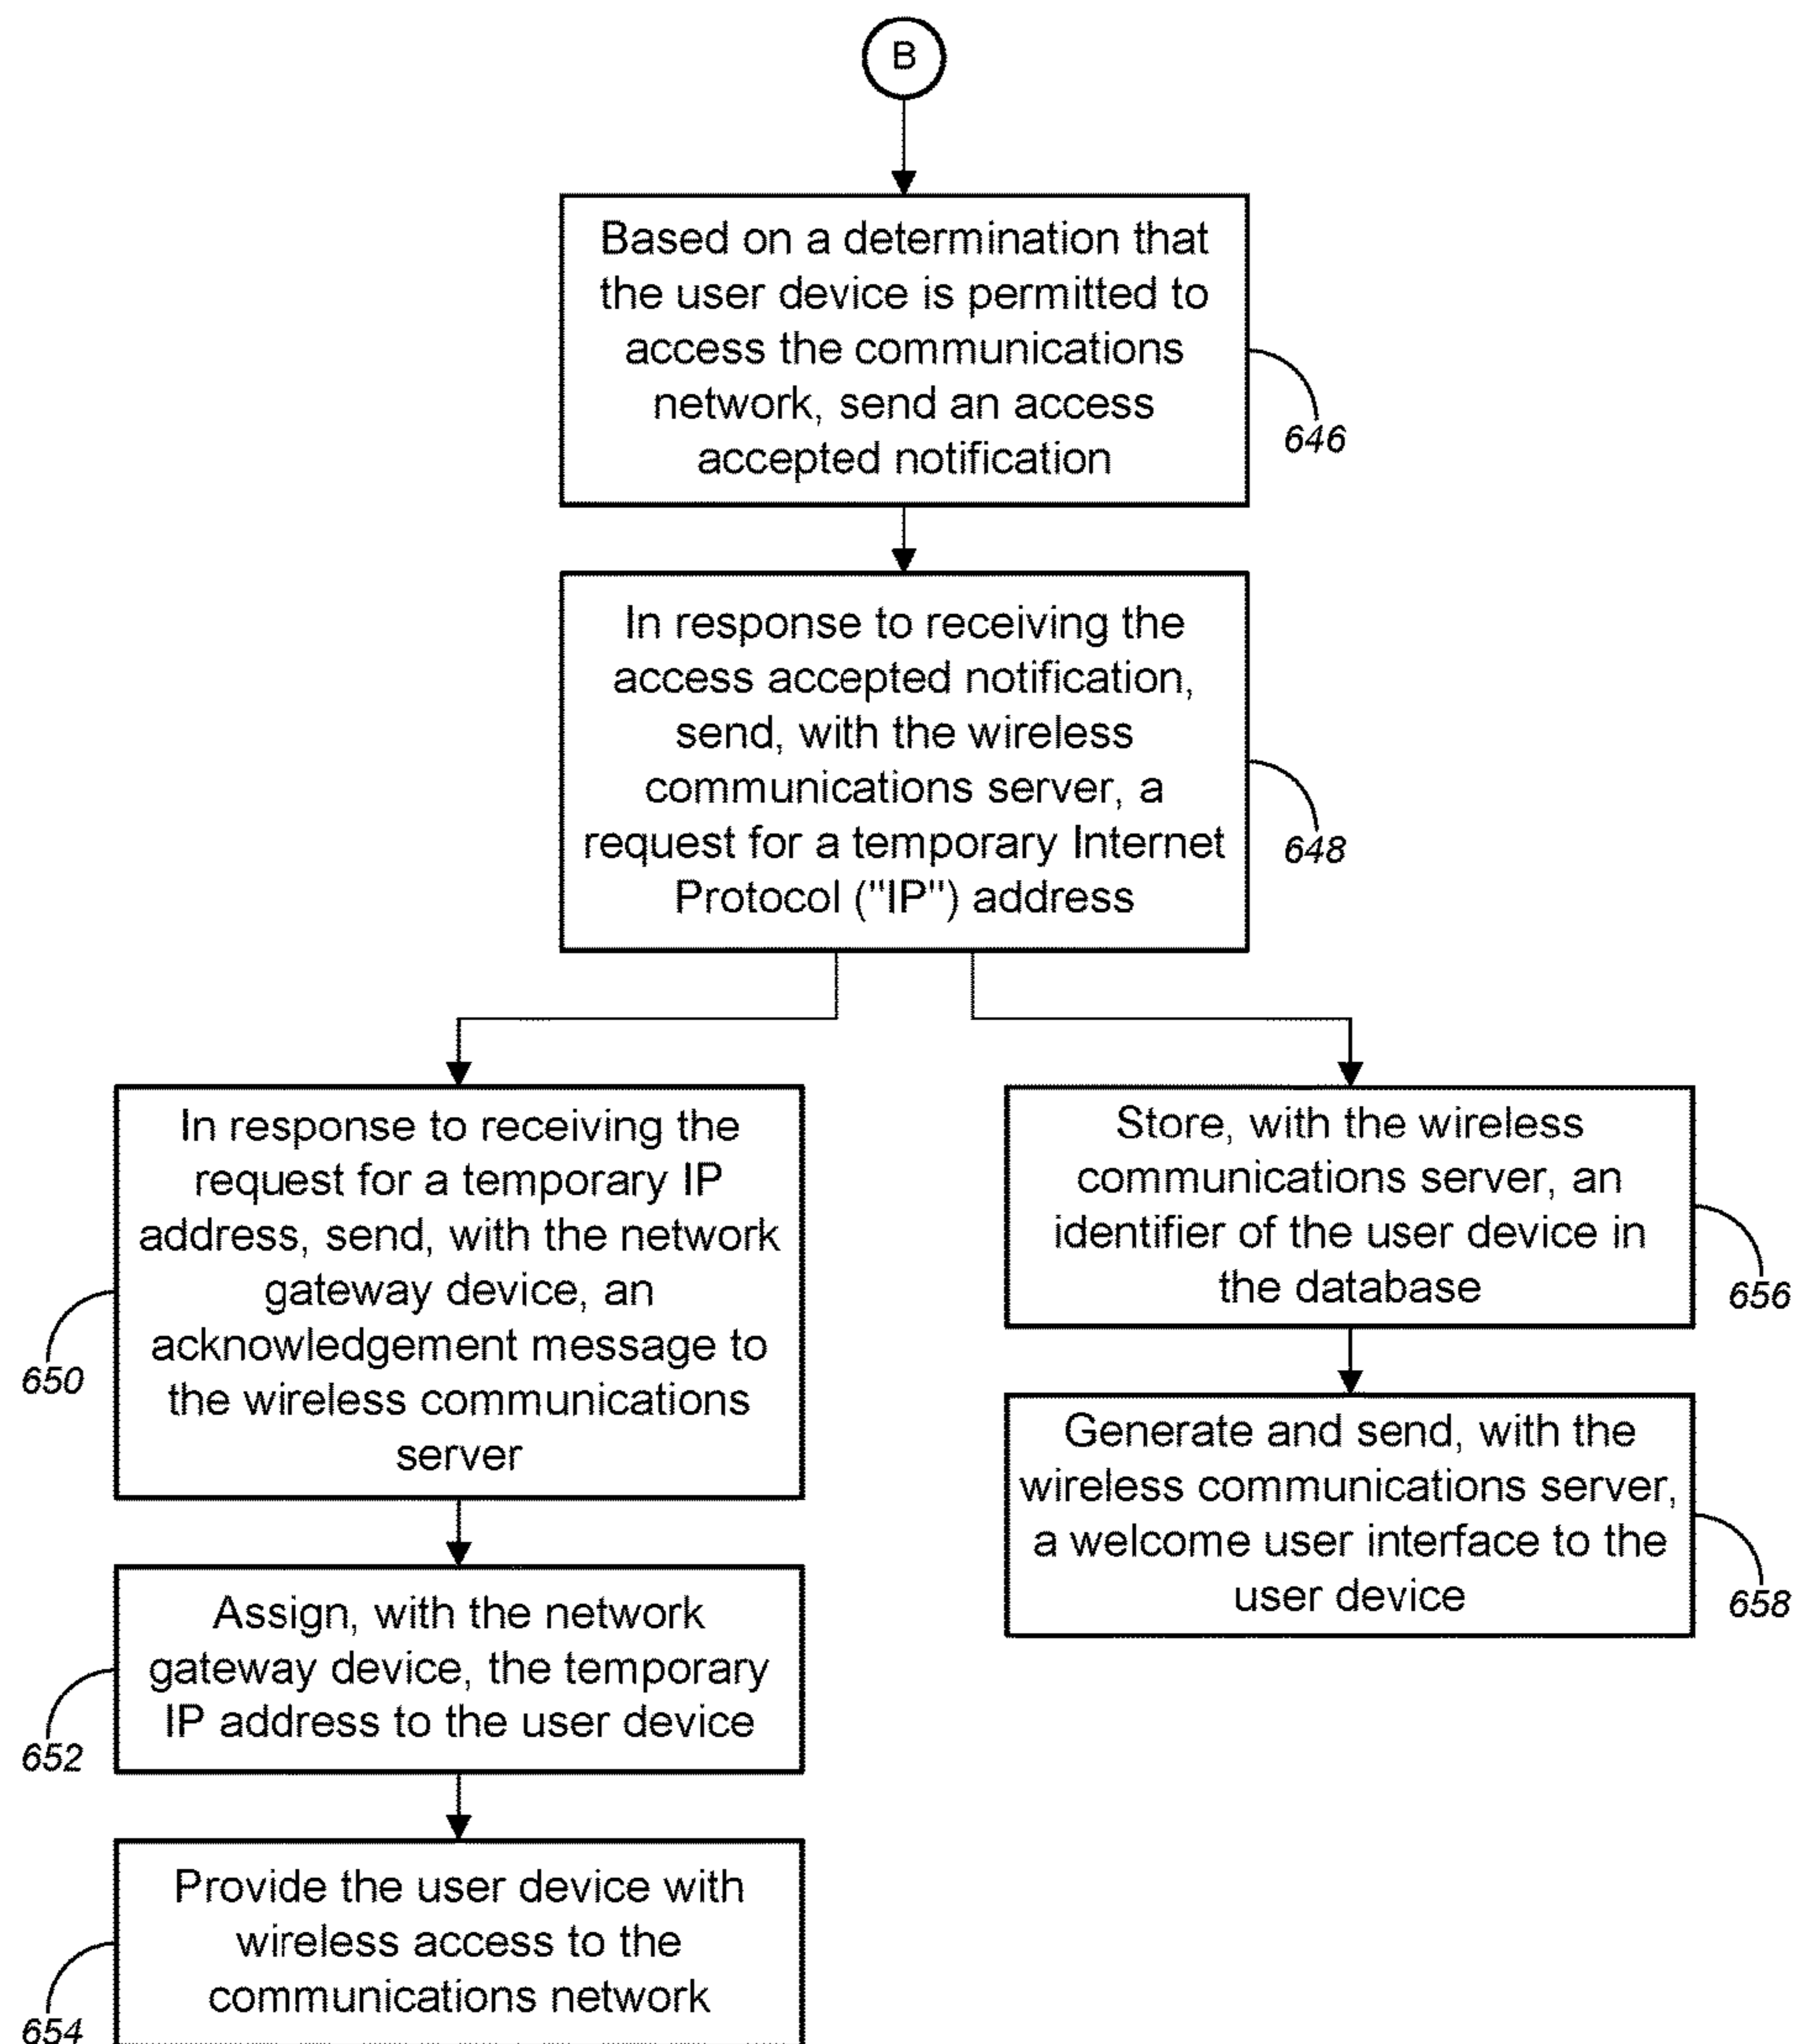 B
Based on a determination that
the user device is permitted to
access the communications
network, send an access
accepted notification
646
In response to receiving the
access accepted notification,
send, with the wireless
communications server, a
request for a temporary Internet
Protocol ("IP") address
648
In response to receiving the
request for a temporary IP
address, send, with the network
gateway device, an
acknowledgement message to
the wireless communications
server
650
Assign, with the network
gateway device, the temporary
IP address to the user device
652
Provide the user device with
wireless access to the
communications network
654
Store, with the wireless
communications server, an
identifier of the user device in
the database
656
Generate and send, with the
wireless communications server,
a welcome user interface to the
user device
658